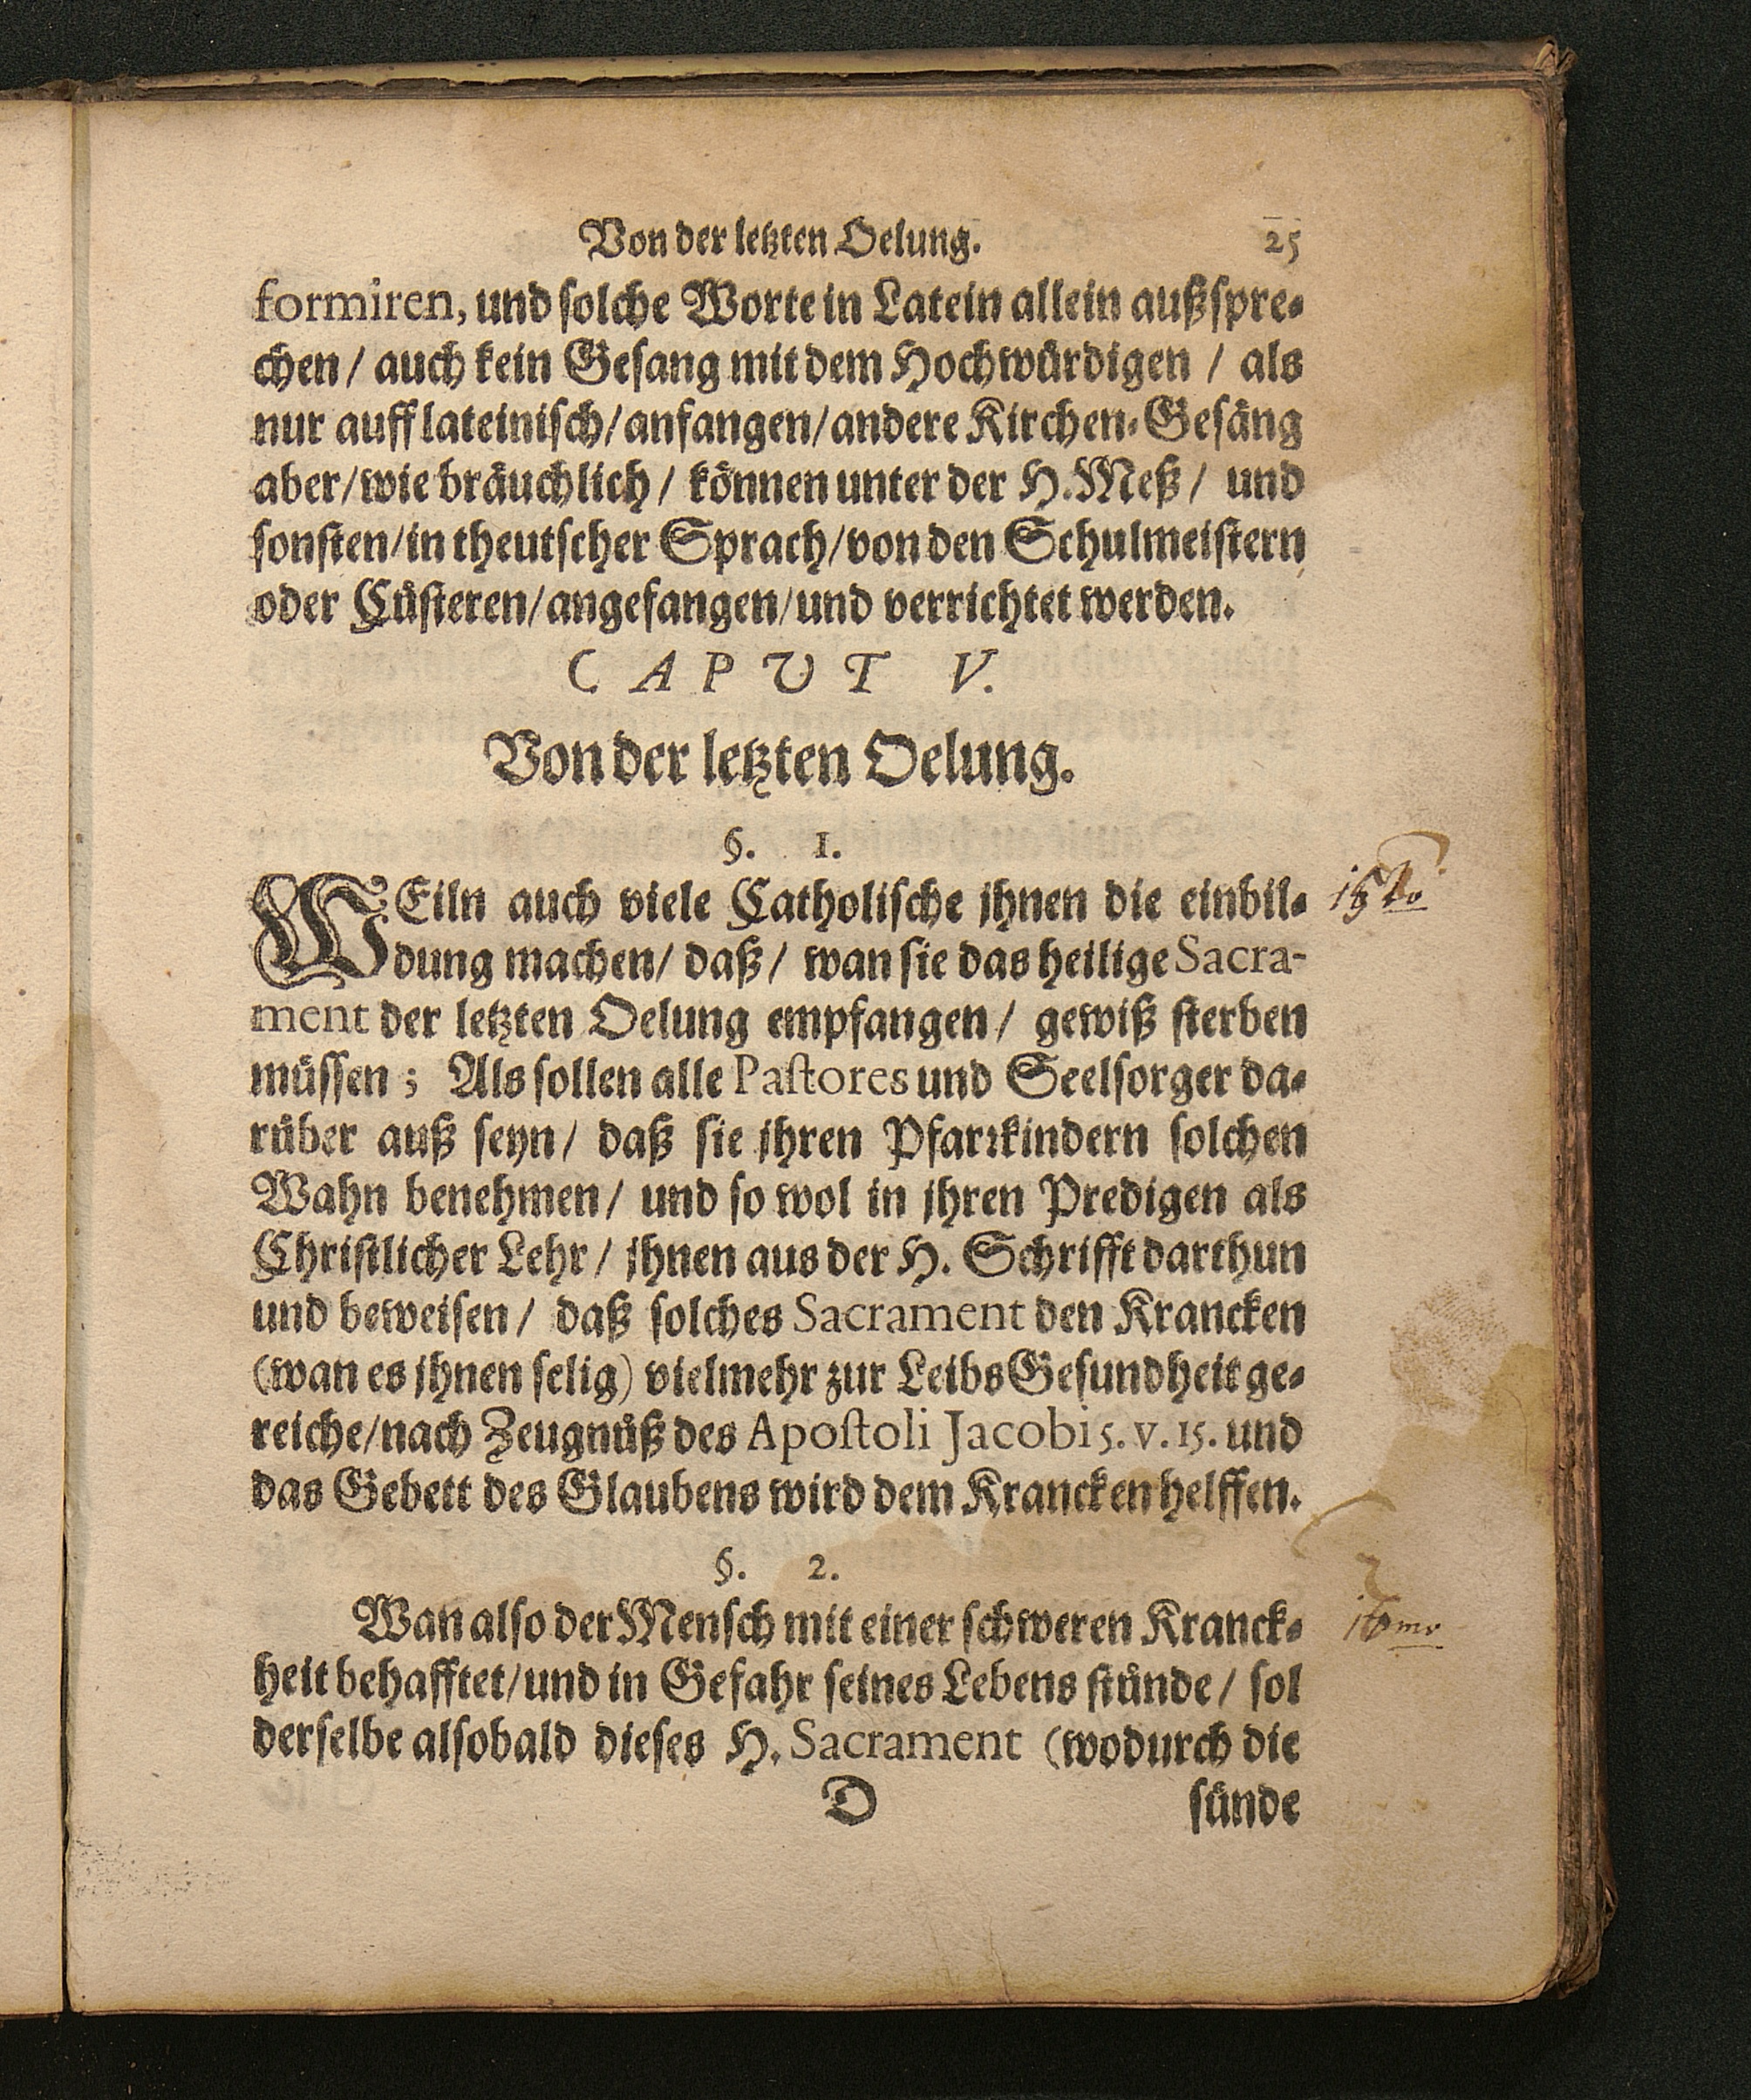 Von der letzten Oelung. 25
formiren, und solche Worte in Latein allein außspre-
chen / auch kein Gesang mit dem Hochwürdigen / als
nur auff lateinisch / anfangen / andere Kirchen-Gesäng
aber / wie bräuchlich / können unter der H. Meß / und
sonsten / in theutscher Sprach / von den Schulmeistern
oder Cüsteren / angefangen / und verrichtet werden.
CAPUT V.
Von der letzten Oelung.
§. 1.
WEiln auch viele Catholische ihnen die einbil-
dung machen / daß / wan sie das heilige Sacra-
ment der letzten Oelung empfangen / gewiß sterben
müssen ; Als sollen alle Pastores und Seelsorger da-
rüber auß seyn / daß sie ihren Pfarrkindern solchen
Wahn benehmen / und so wol in ihren Predigen als
Christlicher Lehr / ihnen aus der H. Schrifft darthun
und beweisen / daß solches Sacrament den Krancken
(wan es ihnen selig) vielmehr zur Leibs Gesundheit ge-
reiche / nach Zeugnüß des Apostoli Jacobi 5. v. 15. und
das Gebett des Glaubens wird dem Krancken helffen.
§. 2.
Wan also der Mensch mit einer schweren Kranck-
heit behafftet / und in Gefahr seines Lebens stünde / sol
derselbe alsobald dieses H. Sacrament (wodurch die
D sünde